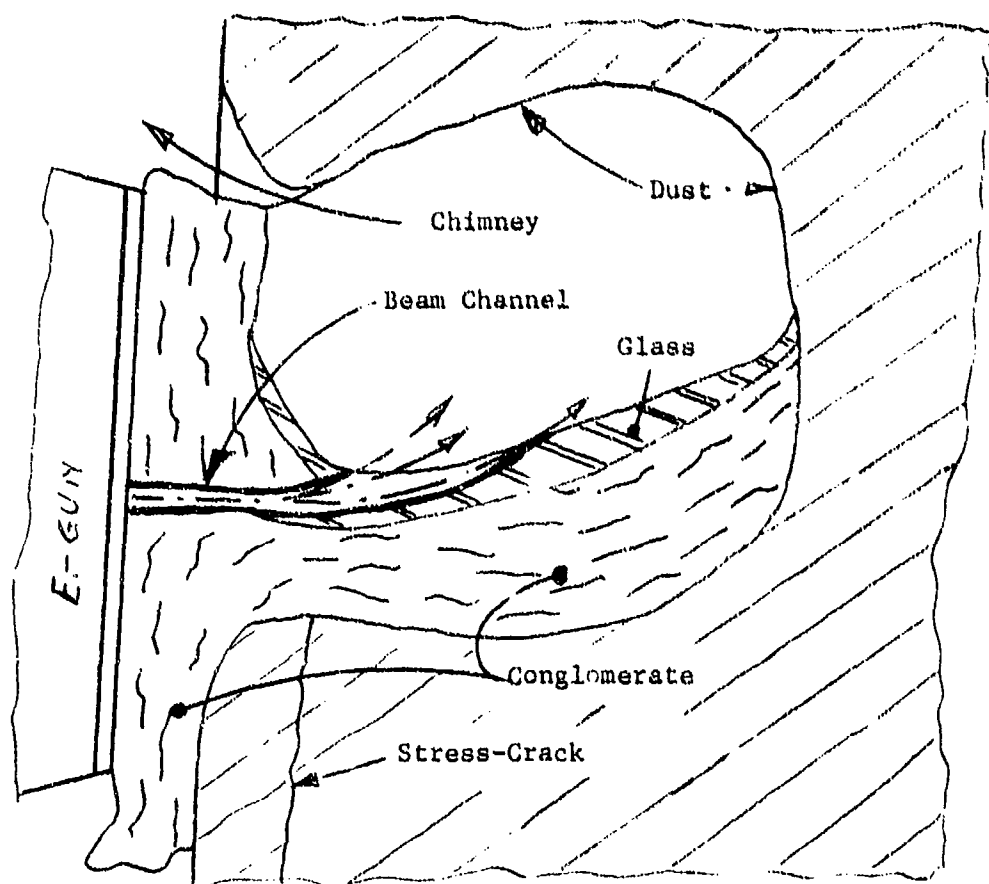 Dust
Chimney
Beam Channel
Glass
E-GUN
Conglomerate
Stress-Crack